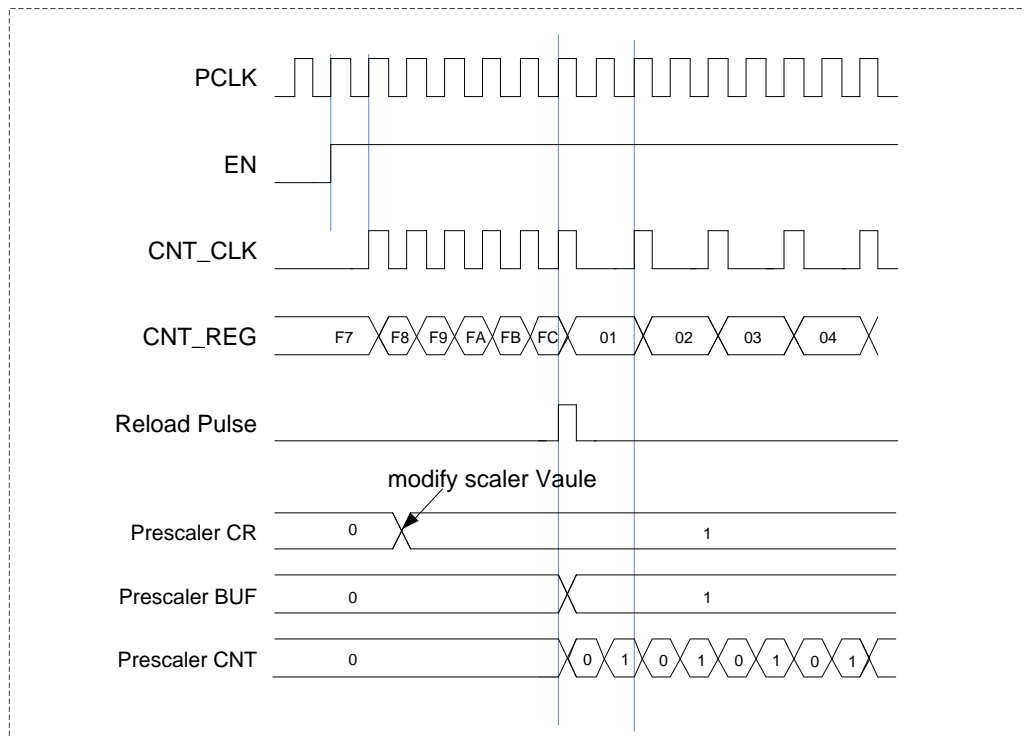 PCLK
EN
CNT_CLK
CNT_REG F7 F8 F9 FA FB FC 01 02 03 04
Reload Pulse
modify scaler Vaule
Prescaler CR 0 1
Prescaler BUF 0 1
Prescaler CNT 0 0 1 0 1 0 1 0 1